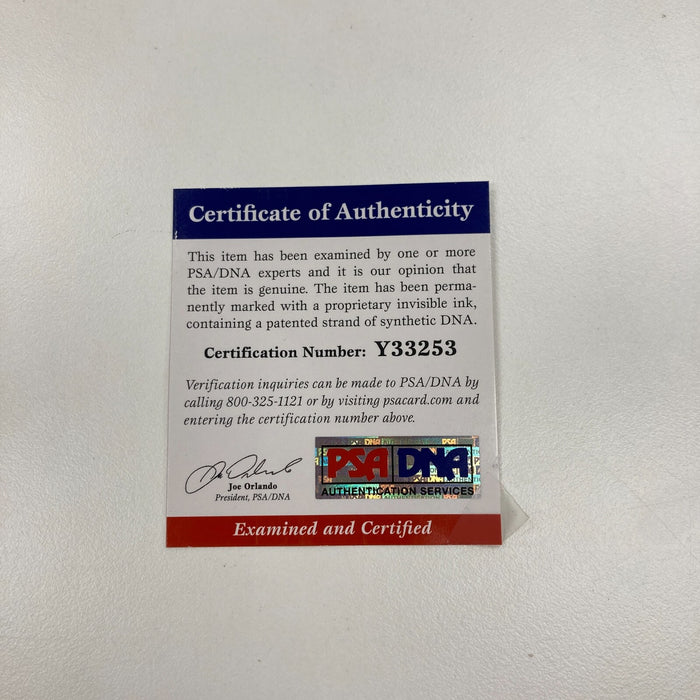 Certificate of Authenticity
This item has been examined by one or more
PSA/DNA experts and it is our opinion that
the item is genuine. The item has been perma-
nently marked with a proprietary invisible ink,
containing a patented strand of synthetic DNA.
Certification Number: Y33253
Verification inquiries can be made to PSA/DNA by
calling 800-325-1121 or by visiting psacard.com and
entering the certification number above.
Joe Orlando
President, PSA/DNA
PSA DNA
AUTHENTICATION SERVICES
Examined and Certified